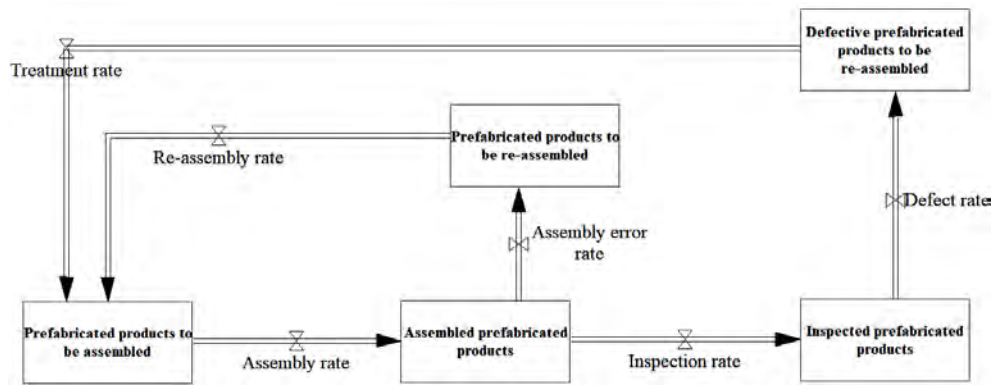 Defective prefabricated
products to be
re-assembled
Treatment rate
Prefabricated products to
be re-assembled
Re-assembly rate
Defect rate
Assembly error
rate
Prefabricated products to
be assembled
Assembly rate
Assembled prefabricated
products
Inspection rate
Inspected prefabricated
products